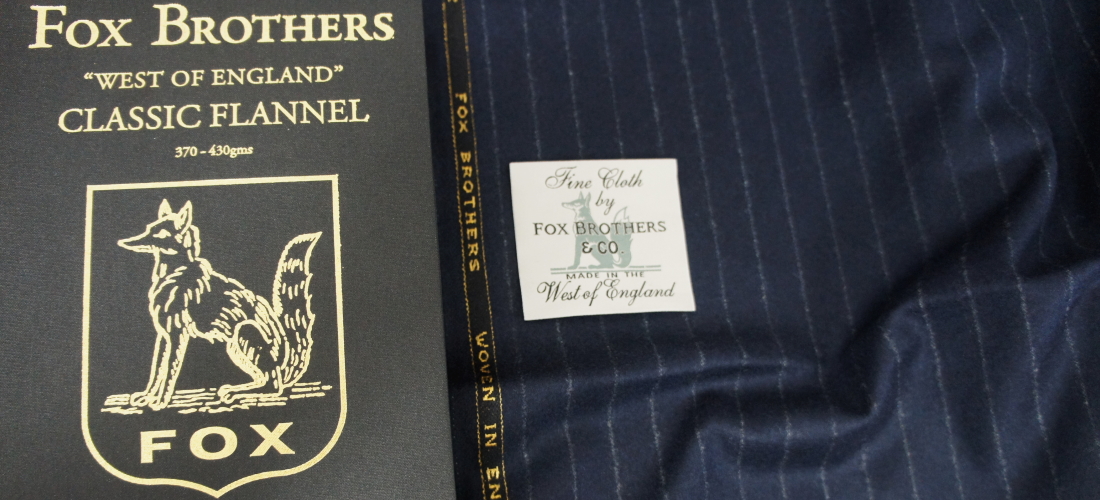 FOX BROTHERS
“WEST OF ENGLAND”
CLASSIC FLANNEL
370 - 430gms
FOX
FOX BROTHERS WOVEN IN EN
Fine Cloth
by
FOX BROTHERS
& CO.
MADE IN THE
West of England